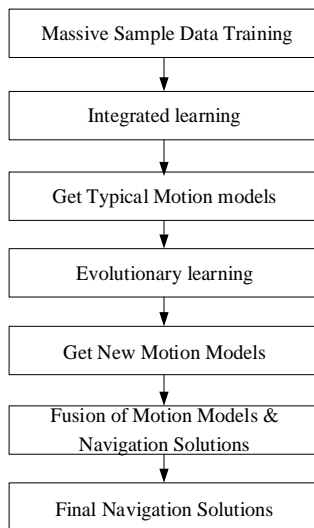 Massive Sample Data Training
Integrated learning
Get Typical Motion models
Evolutionary learning
Get New Motion Models
Fusion of Motion Models &
Navigation Solutions
Final Navigation Solutions